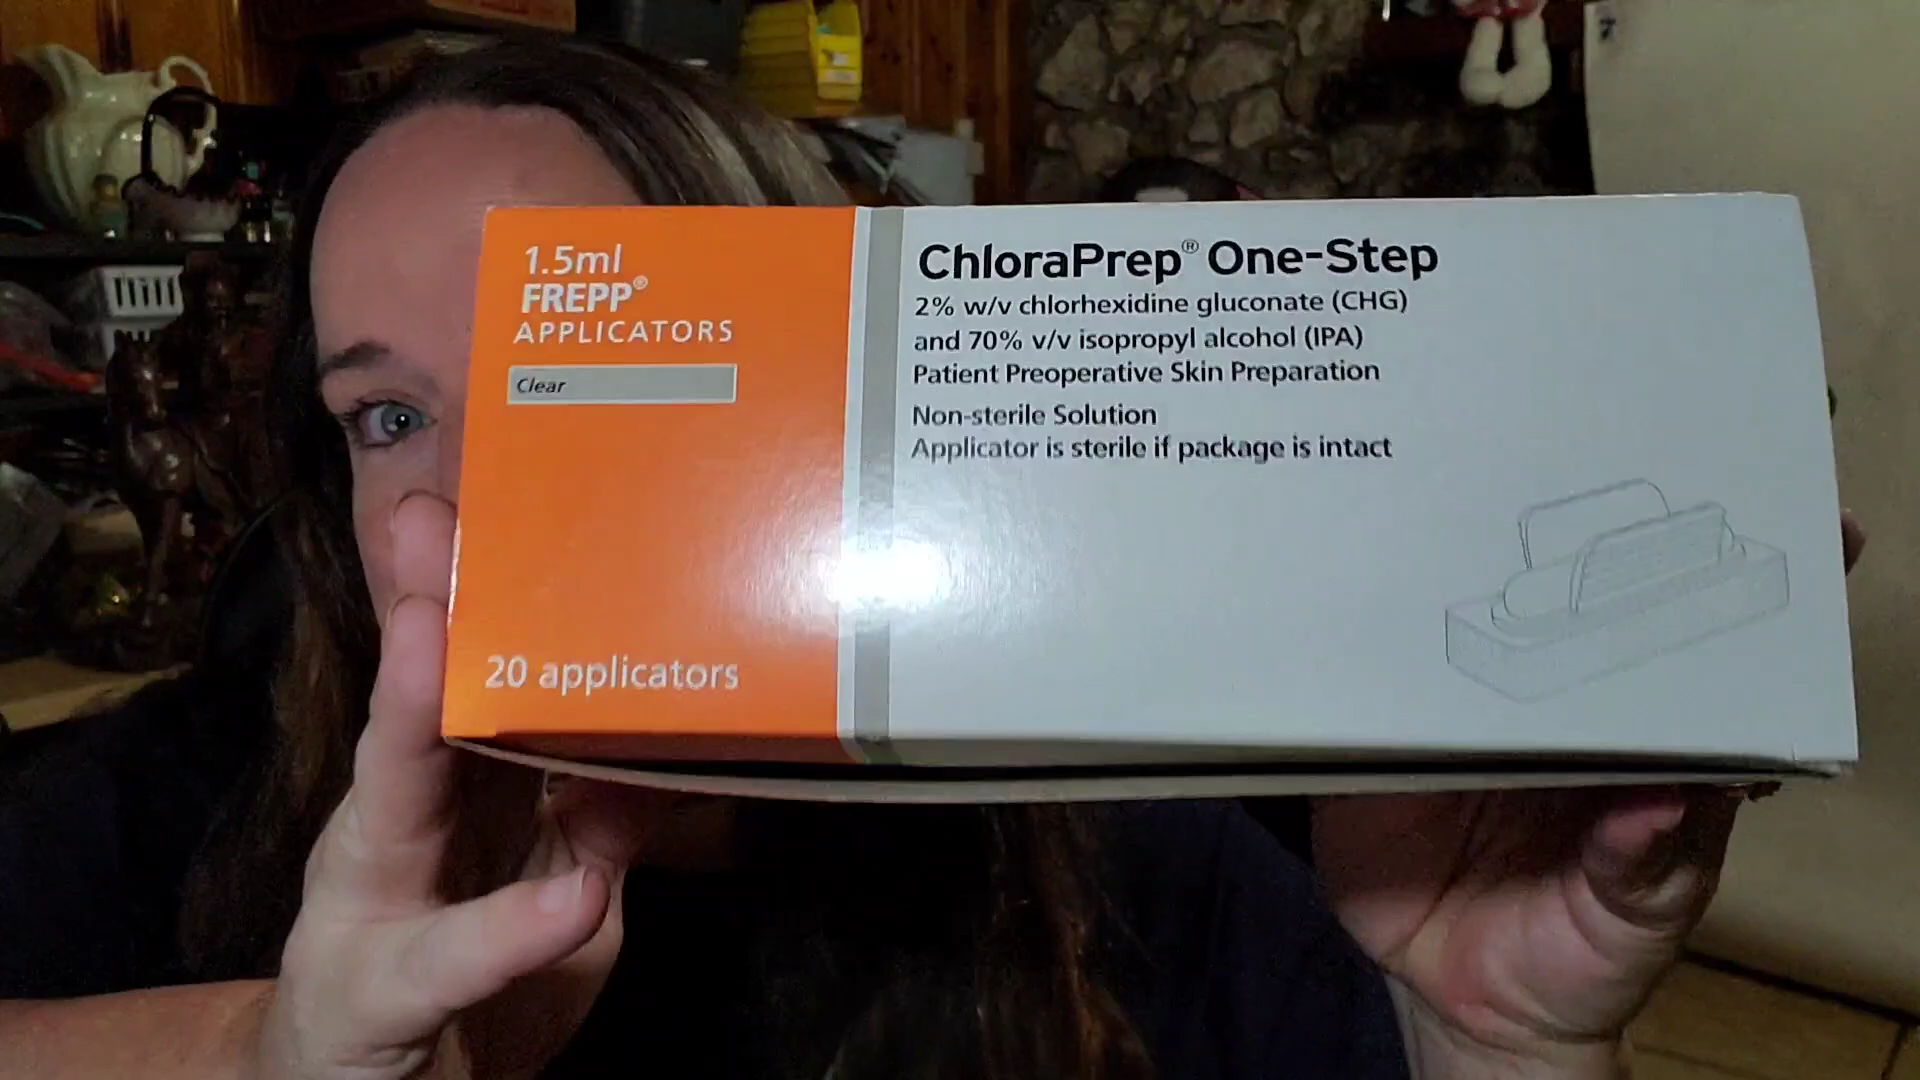 1.5ml
FREPP®
APPLICATORS
Clear
20 applicators
ChloraPrep® One-Step
2% w/v chlorhexidine gluconate (CHG)
and 70% v/v isopropyl alcohol (IPA)
Patient Preoperative Skin Preparation
Non-sterile Solution
Applicator is sterile if package is intact